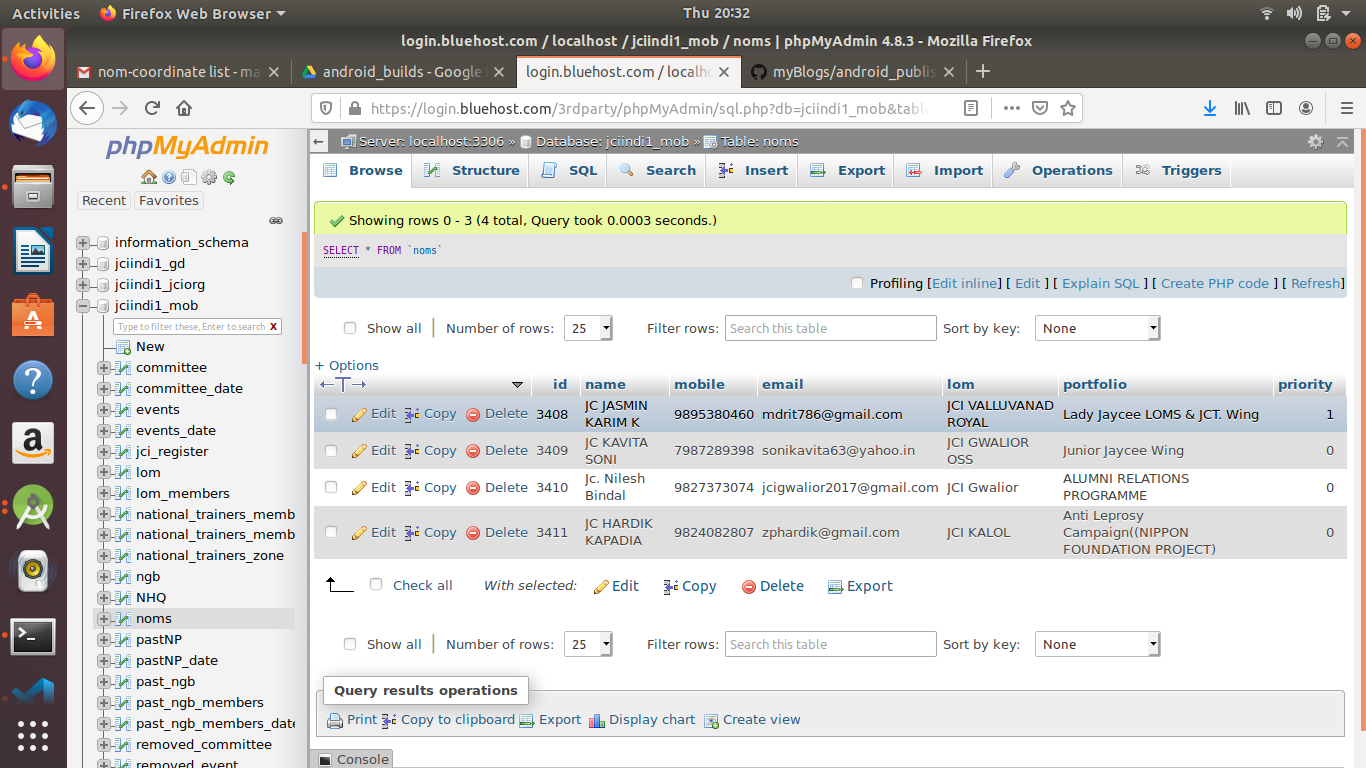 Activities
Firefox Web Browser
Thu 20:32
login.bluehost.com / localhost / jciindi1_mob / noms | phpMyAdmin 4.8.3 - Mozilla Firefox
nom-coordinate list - ma
android_builds - Google
login.bluehost.com / localho
myBlogs/android_publis
https://login.bluehost.com/3rdparty/phpMyAdmin/sql.php?db=jciindi1_mob&table
phpMyAdmin
Recent Favorites
information_schema
jciindi1_gd
jciindi1_jciorg
jciindi1_mob
Type to filter these, Enter to search X
New
committee
committee_date
events
events_date
jci_register
lom
lom_members
national_trainers_memb
national_trainers_memb
national_trainers_zone
ngb
NHQ
noms
pastNP
pastNP_date
past_ngb
past_ngb_members
past_ngb_members_date
removed_committee
removed_event
Server: localhost:3306 » Database: jciindi1_mob » Table: noms
Browse Structure SQL Search Insert Export Import Operations Triggers
Showing rows 0 - 3 (4 total, Query took 0.0003 seconds.)
SELECT * FROM `noms`
Profiling [Edit inline] [ Edit ] [ Explain SQL ] [ Create PHP code ] [ Refresh]
Show all | Number of rows: 25 Filter rows: Search this table Sort by key: None
+ Options
id name mobile email lom portfolio priority
Edit Copy Delete 3408 JC JASMIN KARIM K 9895380460 mdrit786@gmail.com JCI VALLUVANAD ROYAL Lady Jaycee LOMS & JCT. Wing 1
Edit Copy Delete 3409 JC KAVITA SONI 7987289398 sonikavita63@yahoo.in JCI GWALIOR OSS Junior Jaycee Wing 0
Edit Copy Delete 3410 Jc. Nilesh Bindal 9827373074 jcigwalior2017@gmail.com JCI Gwalior ALUMNI RELATIONS PROGRAMME 0
Edit Copy Delete 3411 JC HARDIK KAPADIA 9824082807 zphardik@gmail.com JCI KALOL Anti Leprosy Campaign((NIPPON FOUNDATION PROJECT) 0
Check all With selected: Edit Copy Delete Export
Show all | Number of rows: 25 Filter rows: Search this table Sort by key: None
Query results operations
Print Copy to clipboard Export Display chart Create view
Console